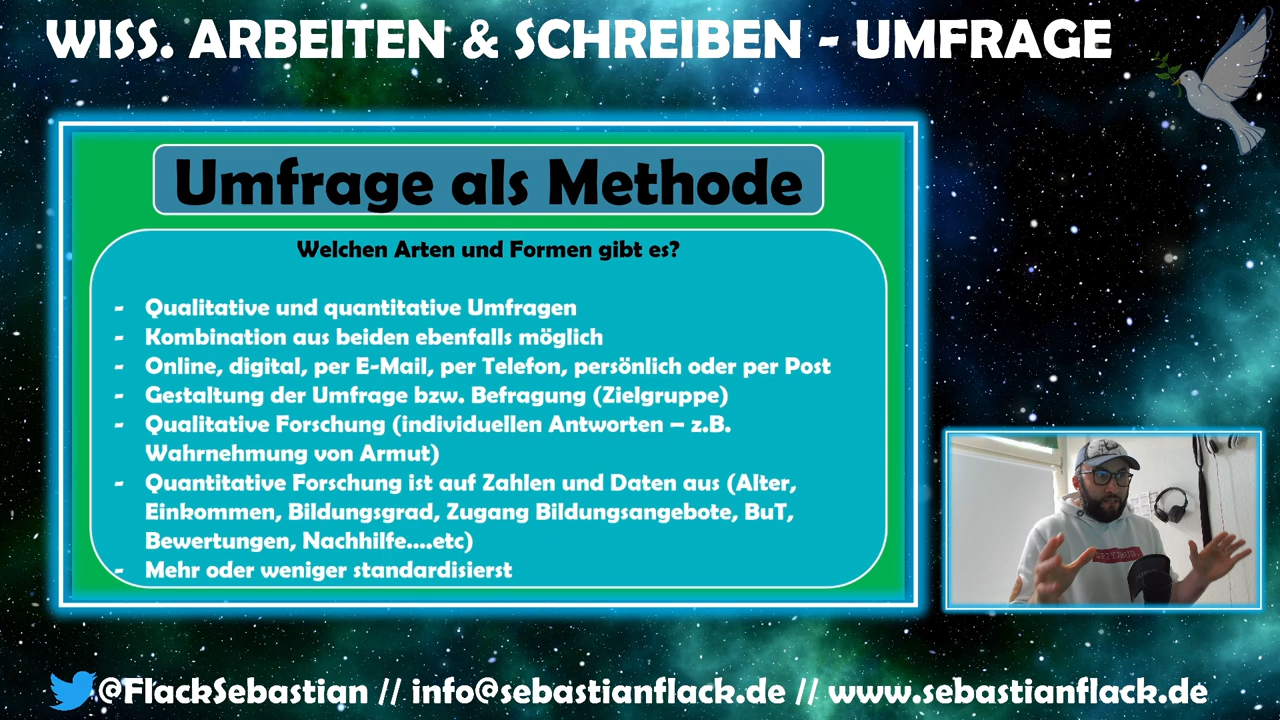 WISS. ARBEITEN & SCHREIBEN - UMFRAGE
Umfrage als Methode
Welchen Arten und Formen gibt es?
- Qualitative und quantitative Umfragen
- Kombination aus beiden ebenfalls möglich
- Online, digital, per E-Mail, per Telefon, persönlich oder per Post
- Gestaltung der Umfrage bzw. Befragung (Zielgruppe)
- Qualitative Forschung (individuellen Antworten – z.B.
Wahrnehmung von Armut)
- Quantitative Forschung ist auf Zahlen und Daten aus (Alter,
Einkommen, Bildungsgrad, Zugang Bildungsangebote, BuT,
Bewertungen, Nachhilfe....etc)
- Mehr oder weniger standardisierst
@FlackSebastian // info@sebastianflack.de // www.sebastianflack.de